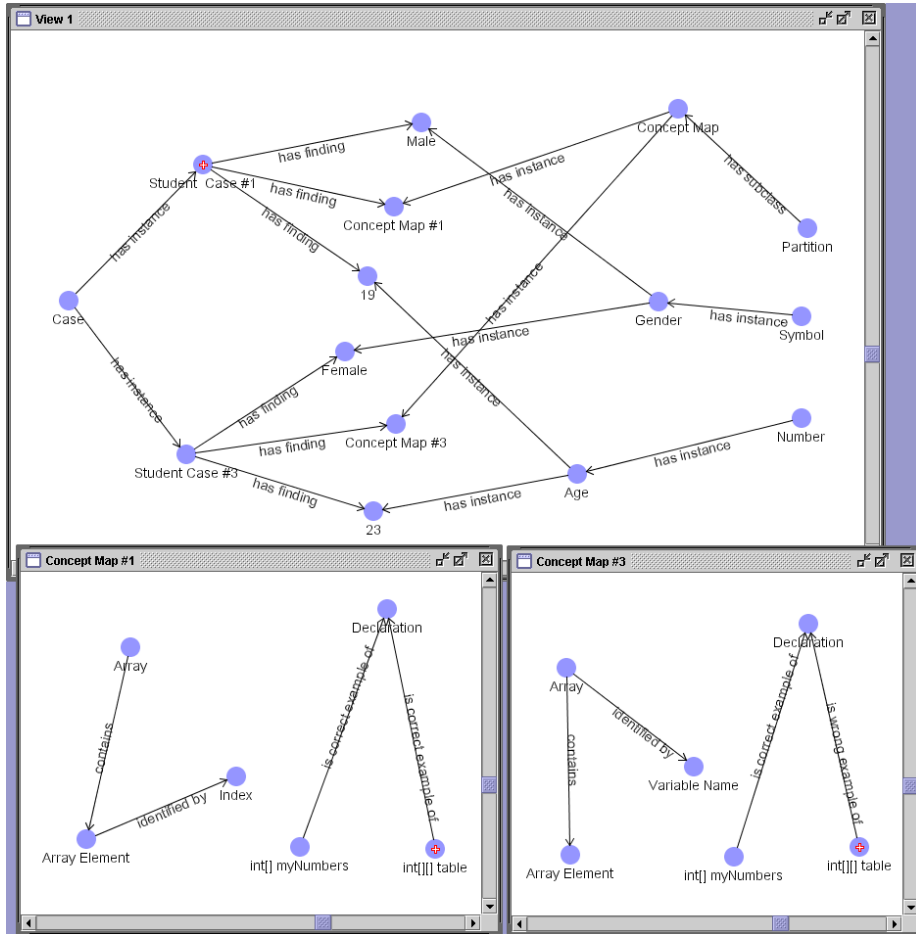 View 1
Male
Concept Map
has finding
Student Case #1
has finding
has instance
has subclass
Concept Map #1
has instance
has finding
has instance
Partition
19
has instance
Case
Gender
has instance
Symbol
has instance
Female
has instance
has instance
has finding
Number
Concept Map #3
has finding
has instance
Student Case #3
has finding
has instance
Age
23
Concept Map #1
Declaration
Array
is correct example of
is correct example of
contains
Index
identified by
Array Element
int[] myNumbers
int[][] table
Concept Map #3
Declaration
Array
identified by
is correct example of
is wrong example of
contains
Variable Name
Array Element
int[] myNumbers
int[][] table